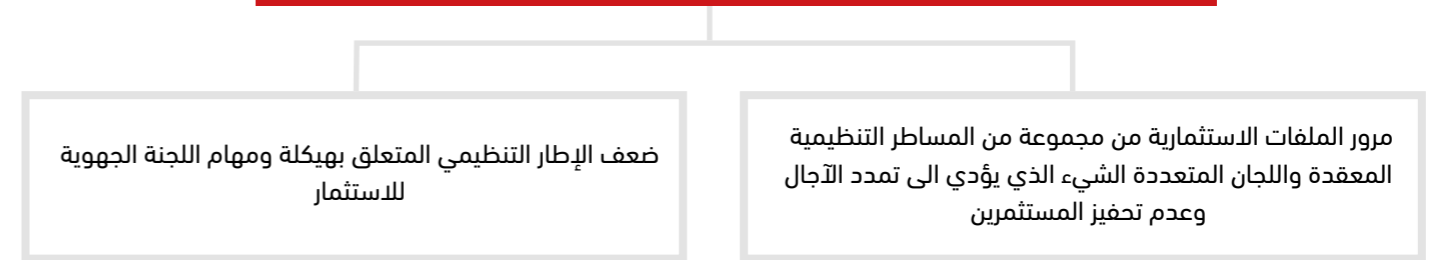 مرور الملفات الاستثمارية من مجموعة من المساطر التنظيمية
المعقدة واللجان المتعددة الشيء الذي يؤدي الى تمدد الآجال
وعدم تحفيز المستثمرين
ضعف الإطار التنظيمي المتعلق بهيكلة ومهام اللجنة الجهوية
للاستثمار